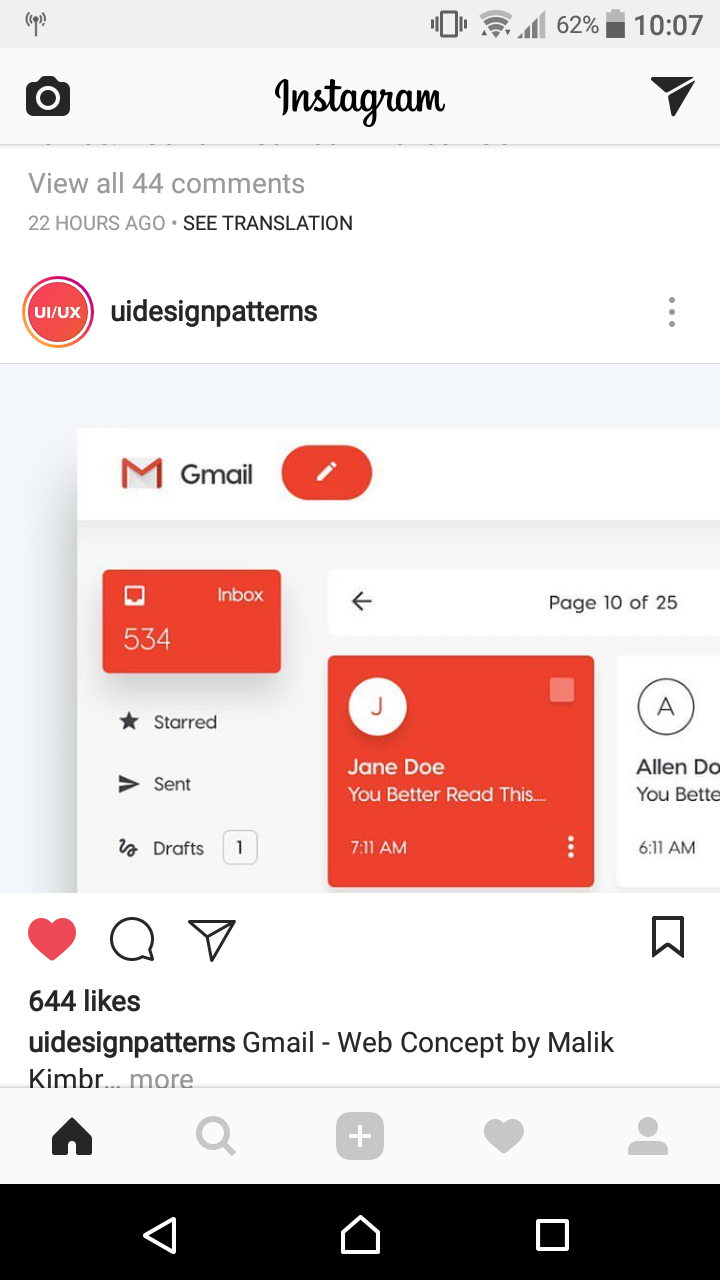 62% 10:07
Instagram
View all 44 comments
22 HOURS AGO • SEE TRANSLATION
UI/UX uidesignpatterns
Gmail
Inbox
534
Page 10 of 25
Starred
Sent
Drafts 1
J
Jane Doe
You Better Read This....
7:11 AM
A
Allen Do
You Bette
6:11 AM
644 likes
uidesignpatterns Gmail - Web Concept by Malik
Kimbr... more